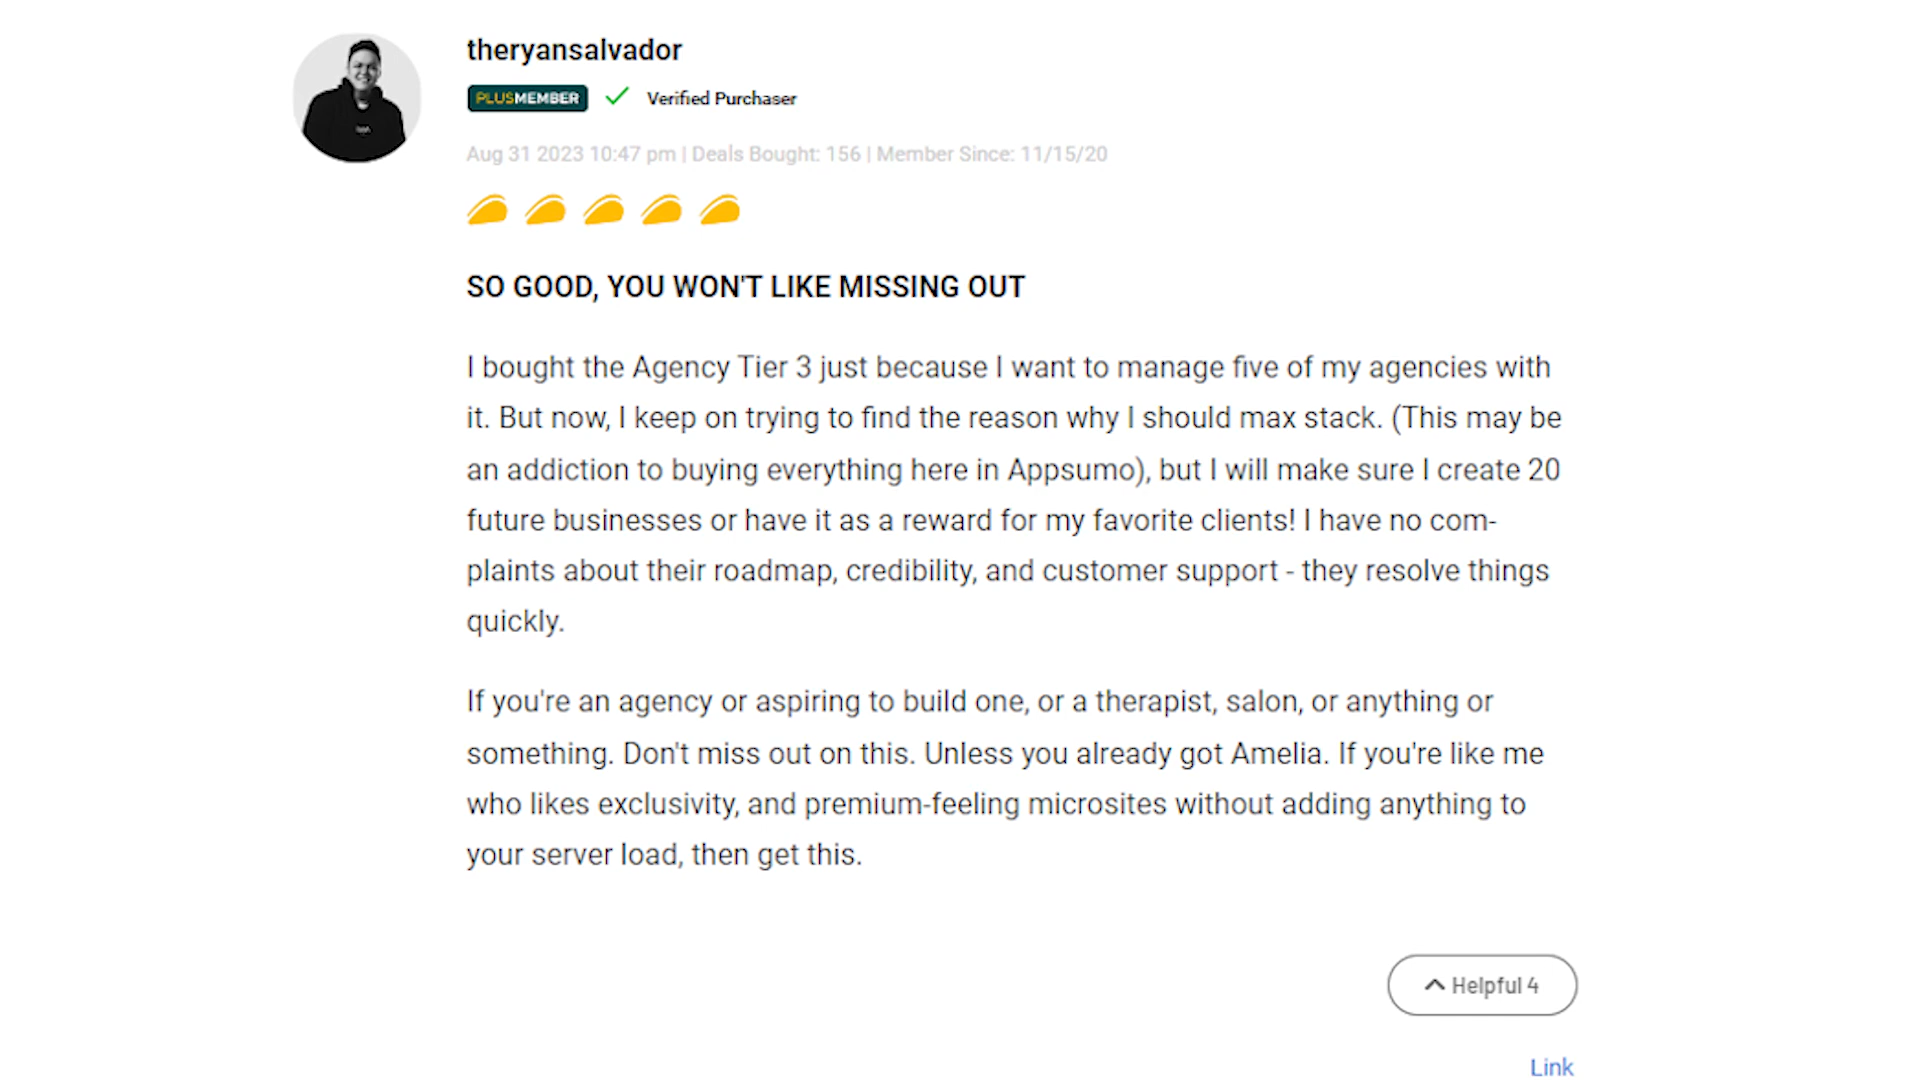 theryansalvador
PLUSMEMBER Verified Purchaser
Aug 31 2023 10:47 pm | Deals Bought: 156 | Member Since: 11/15/20
SO GOOD, YOU WON'T LIKE MISSING OUT
I bought the Agency Tier 3 just because I want to manage five of my agencies with
it. But now, I keep on trying to find the reason why I should max stack. (This may be
an addiction to buying everything here in Appsumo), but I will make sure I create 20
future businesses or have it as a reward for my favorite clients! I have no com-
plaints about their roadmap, credibility, and customer support - they resolve things
quickly.
If you're an agency or aspiring to build one, or a therapist, salon, or anything or
something. Don't miss out on this. Unless you already got Amelia. If you're like me
who likes exclusivity, and premium-feeling microsites without adding anything to
your server load, then get this.
Helpful 4
Link